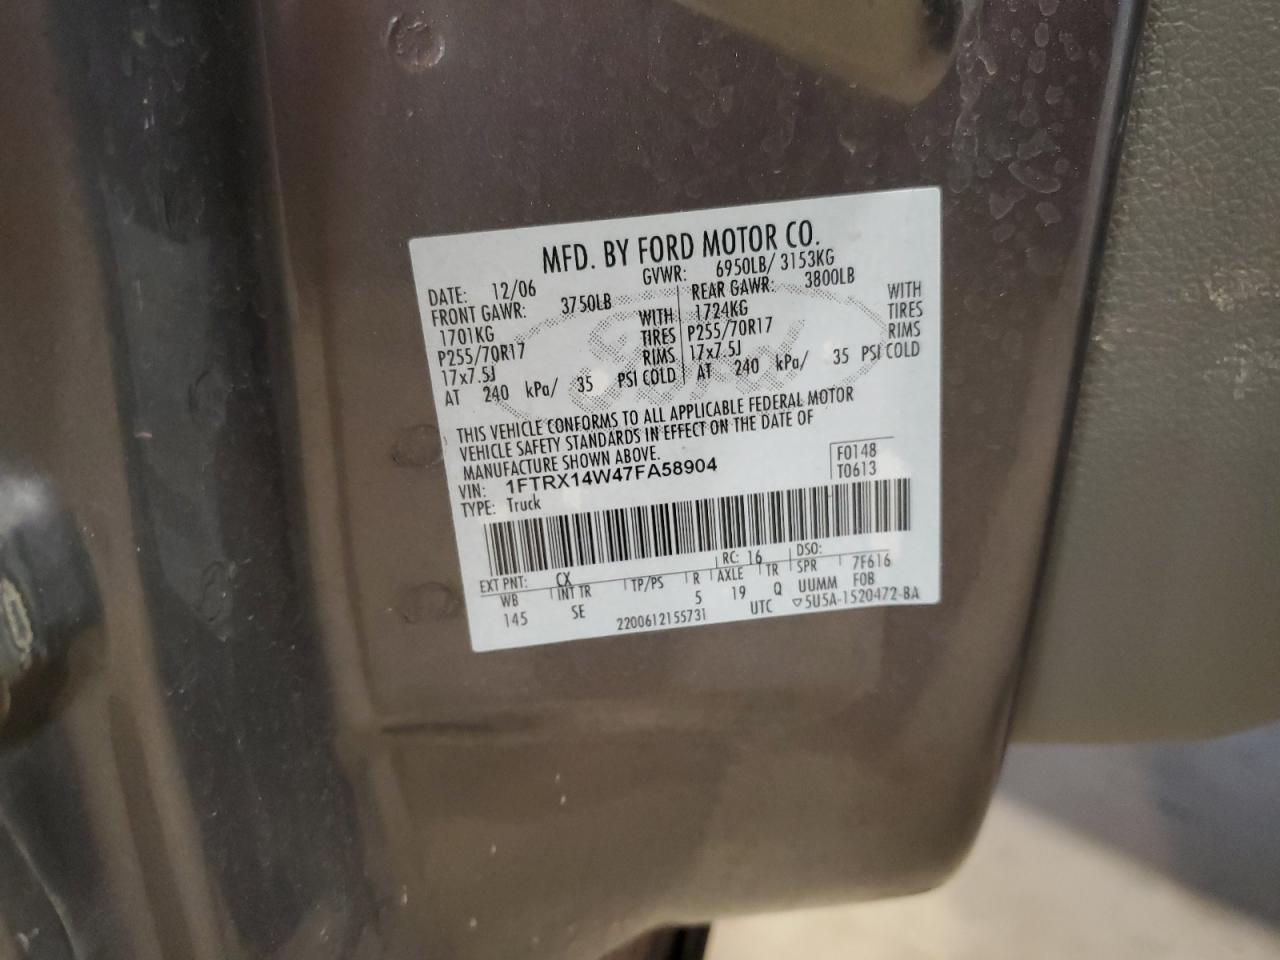 MFD. BY FORD MOTOR CO.
DATE: 12/06 GVWR: 6950LB/ 3153KG
FRONT GAWR: 3750LB REAR GAWR: 3800LB
1701KG WITH 1724KG WITH
P255/70R17 TIRES P255/70R17 TIRES
17x7.5J RIMS 17x7.5J RIMS
AT 240 kPa/ 35 PSI COLD AT 240 kPa/ 35 PSI COLD
THIS VEHICLE CONFORMS TO ALL APPLICABLE FEDERAL MOTOR
VEHICLE SAFETY STANDARDS IN EFFECT ON THE DATE OF
MANUFACTURE SHOWN ABOVE.
VIN: 1FTRX14W47FA58904 F0148
TYPE: Truck T0613
EXT PNT: CX RC: 16 DSO:
WB INT TR TP/PS R AXLE TR SPR 7F616
145 SE 5 19 Q UUMM FOB
2200612155731 UTC ▽5U5A-1520472-BA